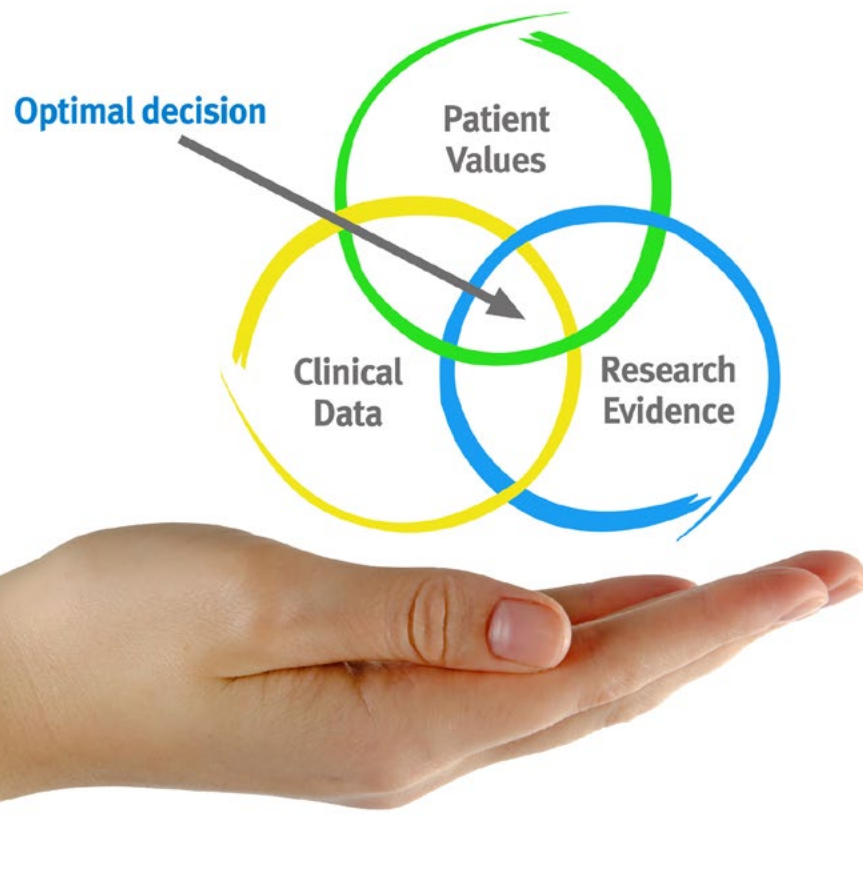 Optimal decision
Patient
Values
Clinical
Data
Research
Evidence